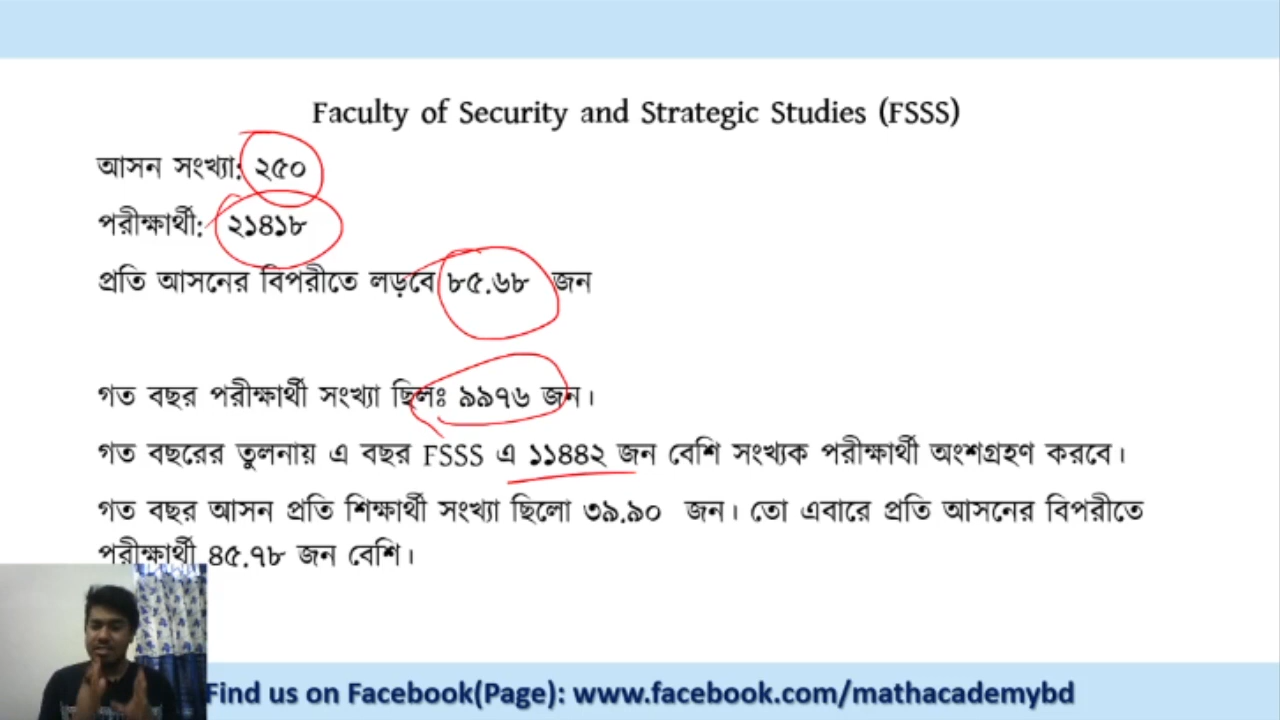 Faculty of Security and Strategic Studies (FSSS)
আসন সংখ্যা: ২৫০
পরীক্ষার্থী: ২১৪১৮
প্রতি আসনের বিপরীতে লড়বে ৮৫.৬৮ জন
গত বছর পরীক্ষার্থী সংখ্যা ছিলঃ ৯৯৭৬ জন।
গত বছরের তুলনায় এ বছর FSSS এ ১১৪৪২ জন বেশি সংখ্যক পরীক্ষার্থী অংশগ্রহণ করবে।
গত বছর আসন প্রতি শিক্ষার্থী সংখ্যা ছিলো ৩৯.৯০ জন। তো এবারে প্রতি আসনের বিপরীতে
পরীক্ষার্থী ৪৫.৭৮ জন বেশি।
Find us on Facebook(Page): www.facebook.com/mathacademybd